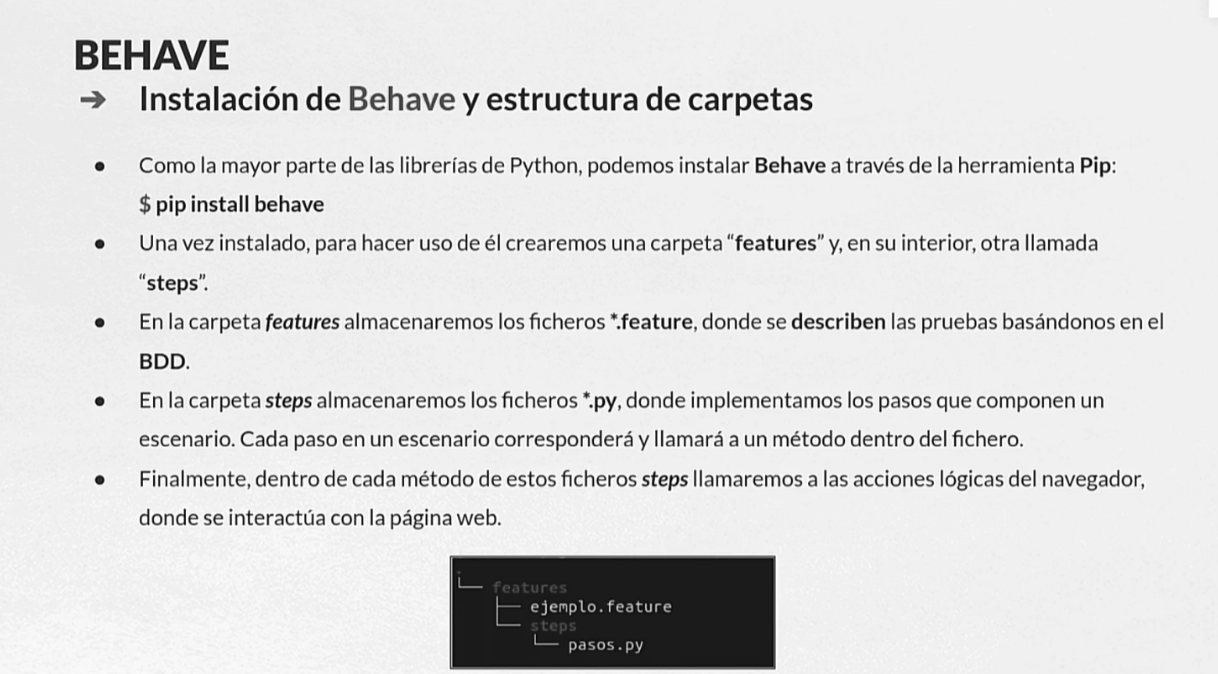 BEHAVE
➔ Instalación de Behave y estructura de carpetas
● Como la mayor parte de las librerías de Python, podemos instalar Behave a través de la herramienta Pip:
$ pip install behave
● Una vez instalado, para hacer uso de él crearemos una carpeta “features” y, en su interior, otra llamada
“steps”.
● En la carpeta features almacenaremos los ficheros *.feature, donde se describen las pruebas basándonos en el
BDD.
● En la carpeta steps almacenaremos los ficheros *.py, donde implementamos los pasos que componen un
escenario. Cada paso en un escenario corresponderá y llamará a un método dentro del fichero.
● Finalmente, dentro de cada método de estos ficheros steps llamaremos a las acciones lógicas del navegador,
donde se interactúa con la página web.
.
└── features
├── ejemplo.feature
└── steps
└── pasos.py